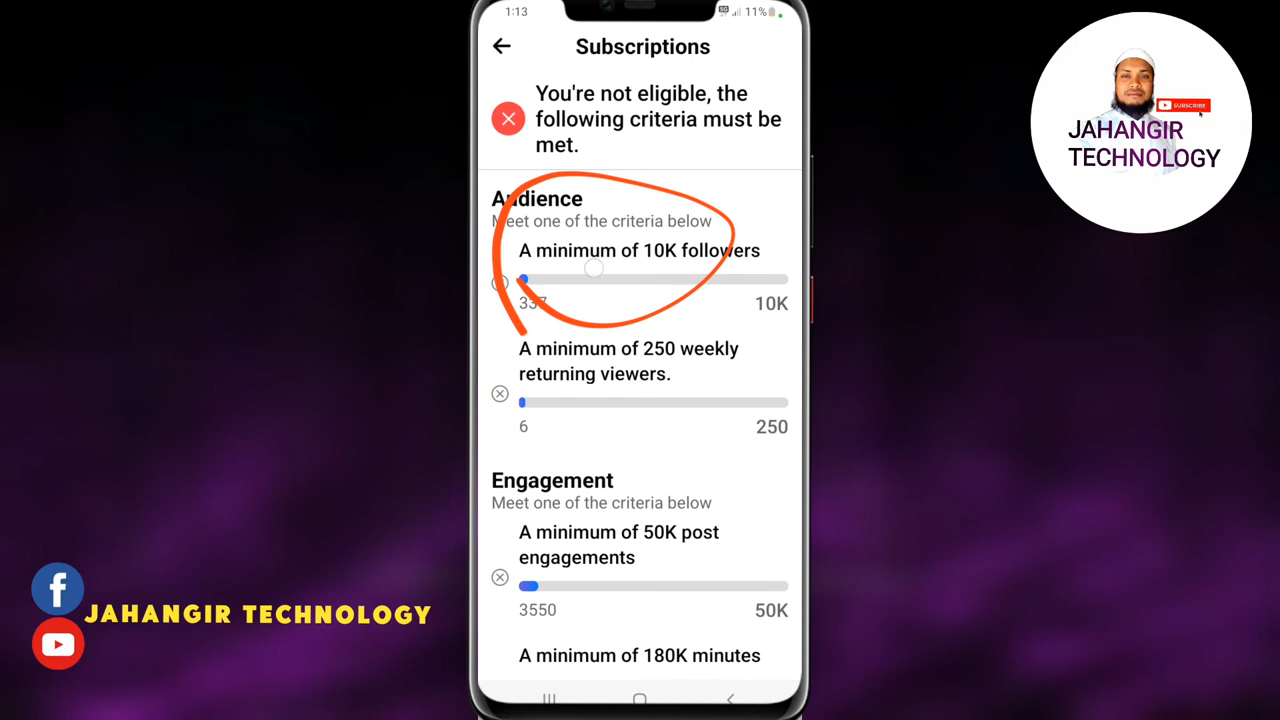 1:13
5G
11%
Subscriptions
You're not eligible, the
following criteria must be
met.
Audience
Meet one of the criteria below
A minimum of 10K followers
337
10K
A minimum of 250 weekly
returning viewers.
6
250
Engagement
Meet one of the criteria below
A minimum of 50K post
engagements
3550
50K
A minimum of 180K minutes
SUBSCRIBE
JAHANGIR
TECHNOLOGY
f
JAHANGIR TECHNOLOGY